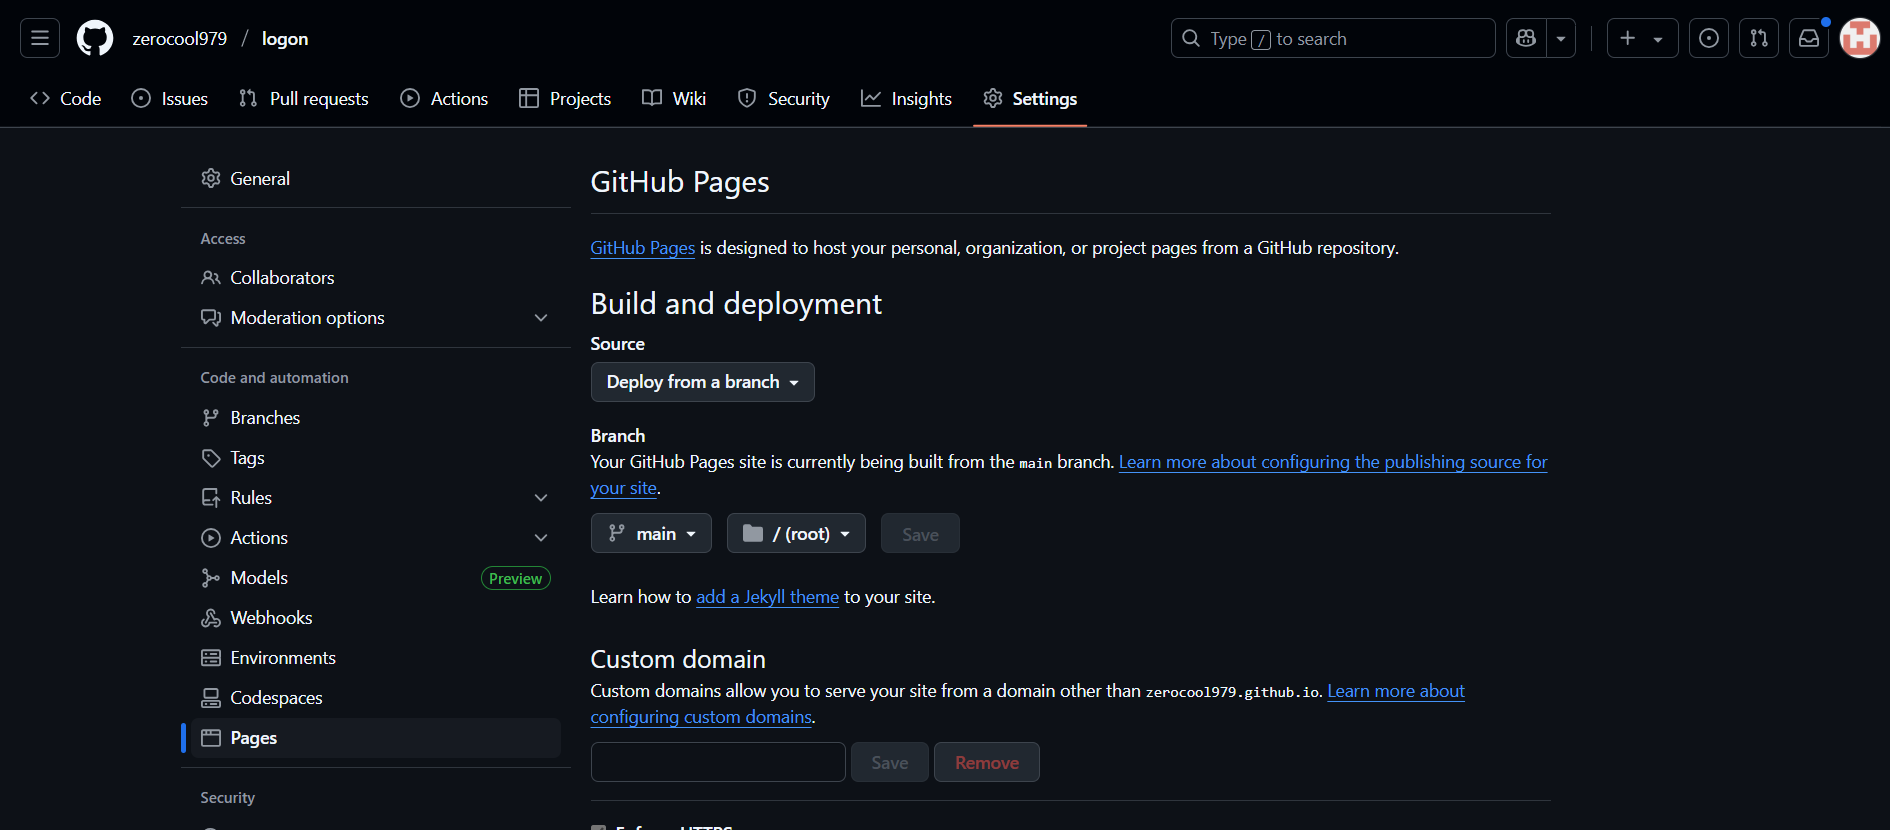 zerocool979 / logon
Type / to search
Code
Issues
Pull requests
Actions
Projects
Wiki
Security
Insights
Settings
General
Access
Collaborators
Moderation options
Code and automation
Branches
Tags
Rules
Actions
Models
Preview
Webhooks
Environments
Codespaces
Pages
Security
GitHub Pages
GitHub Pages is designed to host your personal, organization, or project pages from a GitHub repository.
Build and deployment
Source
Deploy from a branch
Branch
Your GitHub Pages site is currently being built from the main branch. Learn more about configuring the publishing source for
your site.
main
/ (root)
Save
Learn how to add a Jekyll theme to your site.
Custom domain
Custom domains allow you to serve your site from a domain other than zerocool979.github.io. Learn more about
configuring custom domains.
Save
Remove
Enforce HTTPS